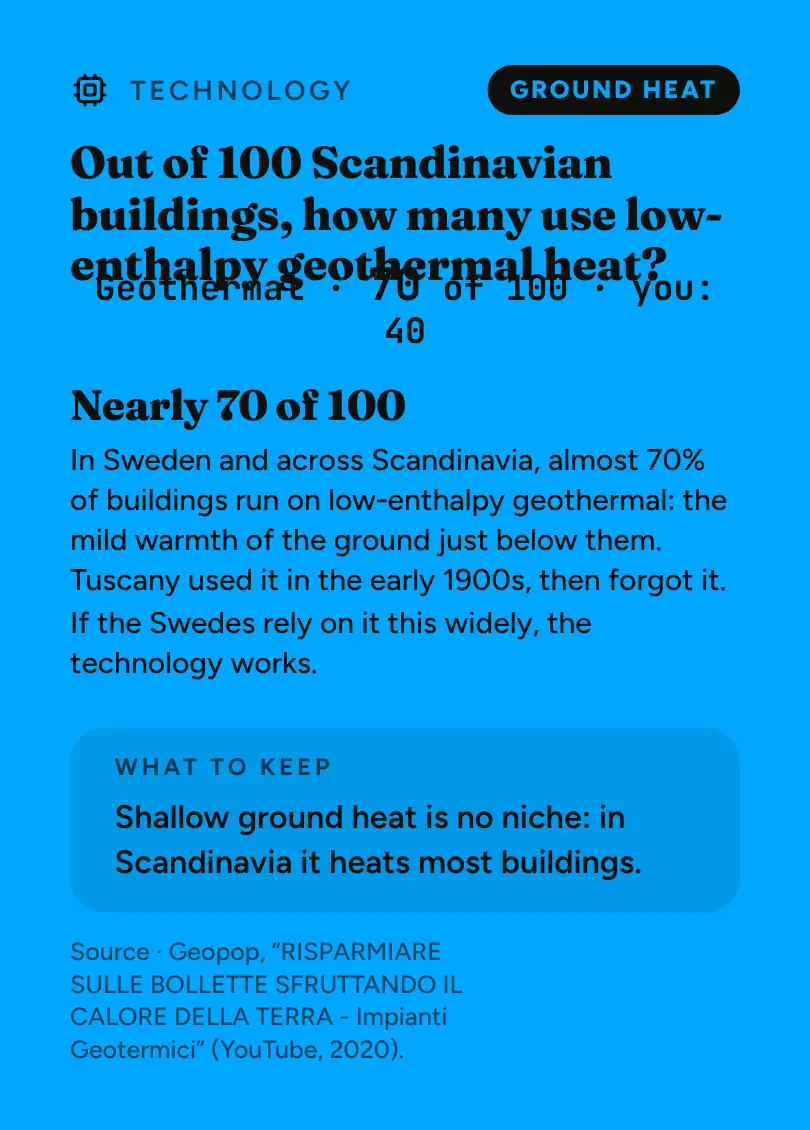 TECHNOLOGY
GROUND HEAT
Out of 100 Scandinavian
buildings, how many use low-
enthalpy geothermal heat?
Geothermal · 70 of 100 · you:
40
Nearly 70 of 100
In Sweden and across Scandinavia, almost 70%
of buildings run on low-enthalpy geothermal: the
mild warmth of the ground just below them.
Tuscany used it in the early 1900s, then forgot it.
If the Swedes rely on it this widely, the
technology works.
WHAT TO KEEP
Shallow ground heat is no niche: in
Scandinavia it heats most buildings.
Source · Geopop, “RISPARMIARE
SULLE BOLLETTE SFRUTTANDO IL
CALORE DELLA TERRA - Impianti
Geotermici” (YouTube, 2020).